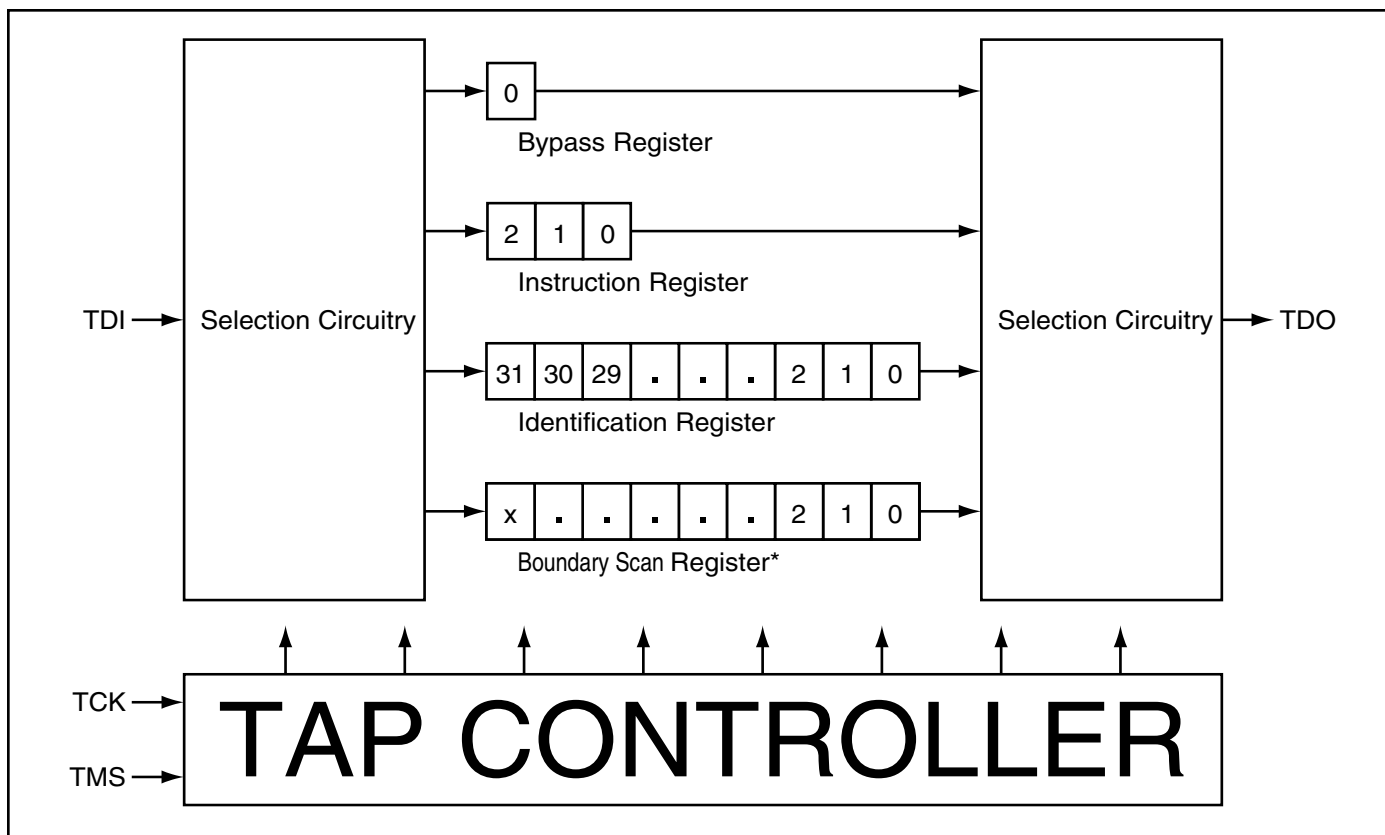 0
Bypass Register
2 1 0
Instruction Register
TDI
Selection Circuitry
Selection Circuitry
TDO
31 30 29 . . . 2 1 0
Identification Register
x . . . . . 2 1 0
Boundary Scan Register*
TCK
TMS
TAP CONTROLLER